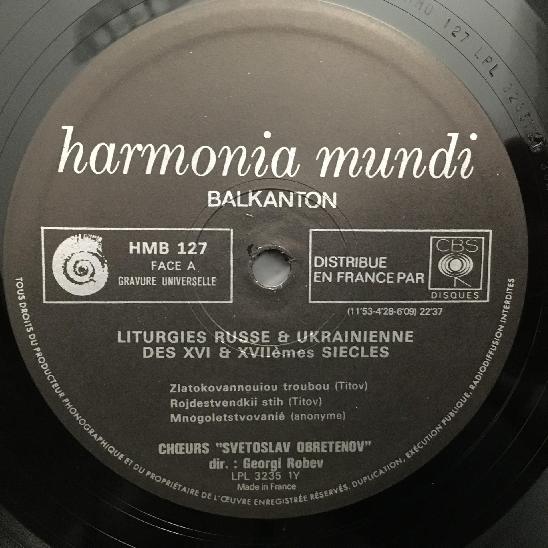 harmonia mundi
BALKANTON
HMB 127
FACE A
GRAVURE UNIVERSELLE
DISTRIBUE
EN FRANCE PAR
CBS
DISQUES
(11'53-4'28-6'09) 22'37
LITURGIES RUSSE & UKRAINIENNE
DES XVI & XVIIèmes SIECLES
Zlatokovannouiou troubou (Titov)
Rojdestvendkii stih (Titov)
Mnogoletstvovanié (anonyme)
CHŒURS "SVETOSLAV OBRETENOV"
dir. : Georgi Robev
LPL 3235 1Y
Made in France
TOUS DROITS DU PRODUCTEUR PHONOGRAPHIQUE ET DU PROPRIÉTAIRE DE L'ŒUVRE ENREGISTRÉE RÉSERVÉS, DUPLICATION, EXÉCUTION PUBLIQUE, RADIODIFFUSION INTERDITES
127 LPL